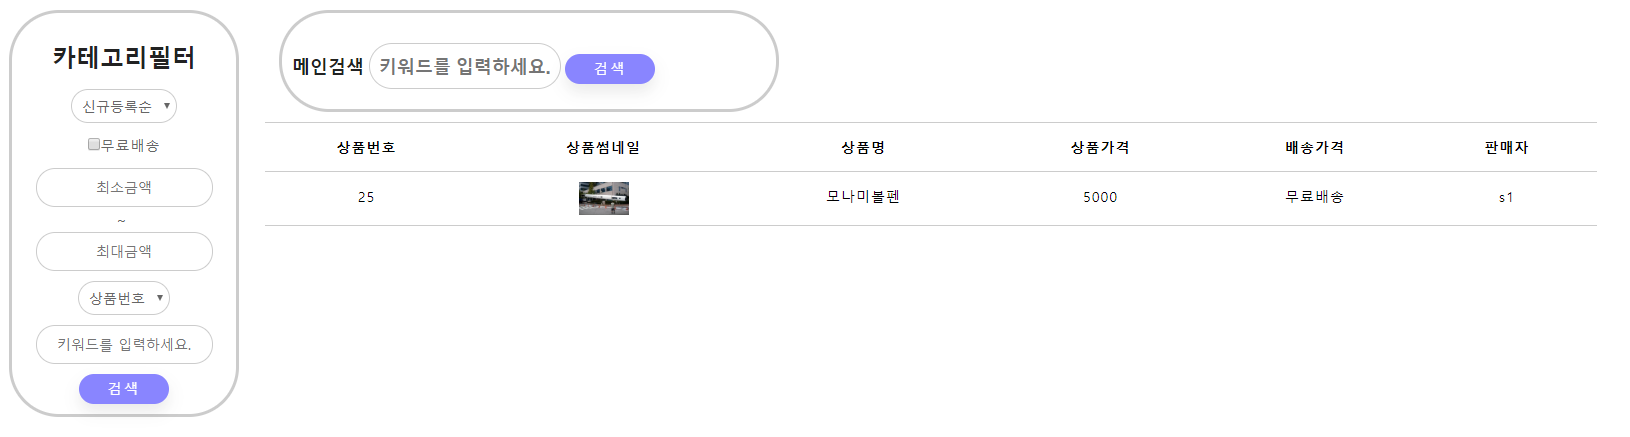 카테고리필터
신규등록순
무료배송
최소금액
~
최대금액
상품번호
키워드를 입력하세요.
검색
메인검색 키워드를 입력하세요. 검색
상품번호 상품썸네일 상품명 상품가격 배송가격 판매자
25 모나미볼펜 5000 무료배송 s1